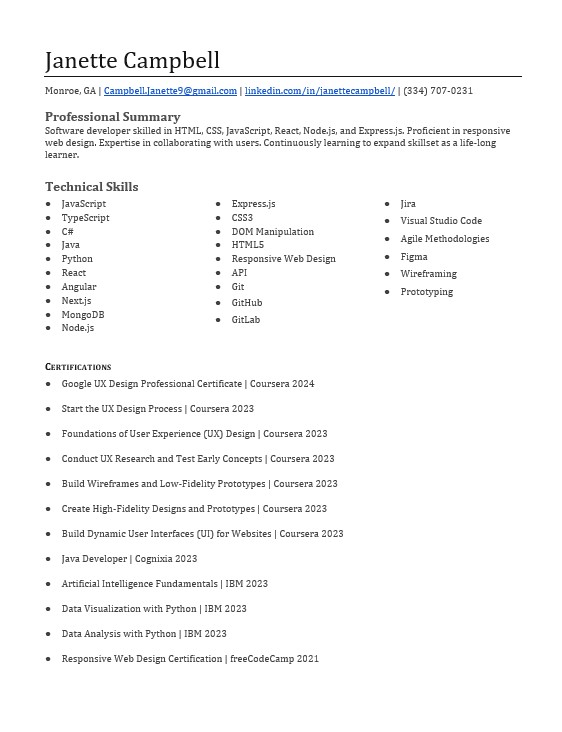 Janette Campbell
Monroe, GA | Campbell.Janette9@gmail.com | linkedin.com/in/janettecampbell/ | (334) 707-0231
Professional Summary
Software developer skilled in HTML, CSS, JavaScript, React, Node.js, and Express.js. Proficient in responsive
web design. Expertise in collaborating with users. Continuously learning to expand skillset as a life-long
learner.
Technical Skills
● JavaScript
● TypeScript
● C#
● Java
● Python
● React
● Angular
● Next.js
● MongoDB
● Node.js
● Express.js
● CSS3
● DOM Manipulation
● HTML5
● Responsive Web Design
● API
● Git
● GitHub
● GitLab
● Jira
● Visual Studio Code
● Agile Methodologies
● Figma
● Wireframing
● Prototyping
Certifications
● Google UX Design Professional Certificate | Coursera 2024
● Start the UX Design Process | Coursera 2023
● Foundations of User Experience (UX) Design | Coursera 2023
● Conduct UX Research and Test Early Concepts | Coursera 2023
● Build Wireframes and Low-Fidelity Prototypes | Coursera 2023
● Create High-Fidelity Designs and Prototypes | Coursera 2023
● Build Dynamic User Interfaces (UI) for Websites | Coursera 2023
● Java Developer | Cognixia 2023
● Artificial Intelligence Fundamentals | IBM 2023
● Data Visualization with Python | IBM 2023
● Data Analysis with Python | IBM 2023
● Responsive Web Design Certification | freeCodeCamp 2021